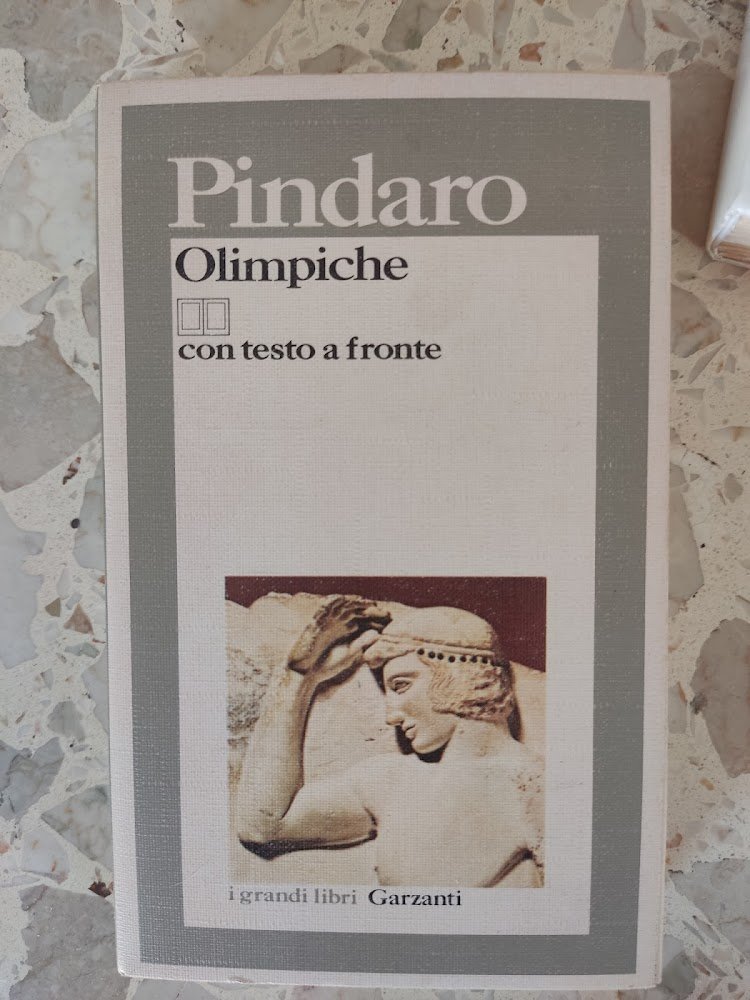 Pindaro
Olimpiche
con testo a fronte
i grandi libri Garzanti